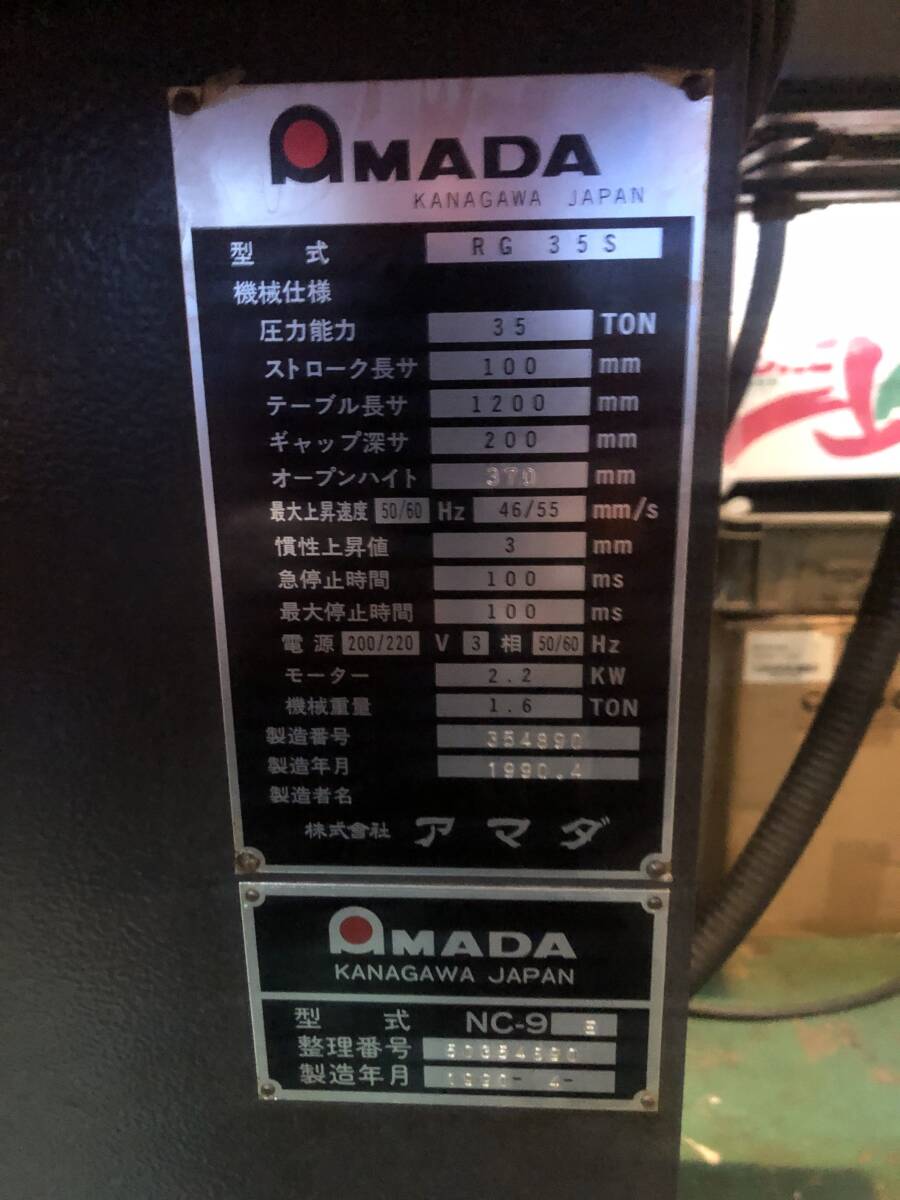 AMADA
KANAGAWA JAPAN
型 式 RG 35S
機械仕様
圧力能力 35 TON
ストローク長サ 100 mm
テーブル長サ 1200 mm
ギャップ深サ 200 mm
オープンハイト 370 mm
最大上昇速度 50/60 Hz 46/55 mm/s
慣性上昇値 3 mm
急停止時間 100 ms
最大停止時間 100 ms
電源 200/220 V 3 相 50/60 Hz
モーター 2.2 KW
機械重量 1.6 TON
製造番号 354890
製造年月 1990.4
製造者名
株式會社 アマダ
AMADA
KANAGAWA JAPAN
型 式 NC-9
整理番号 50354890
製造年月 1990- 4-